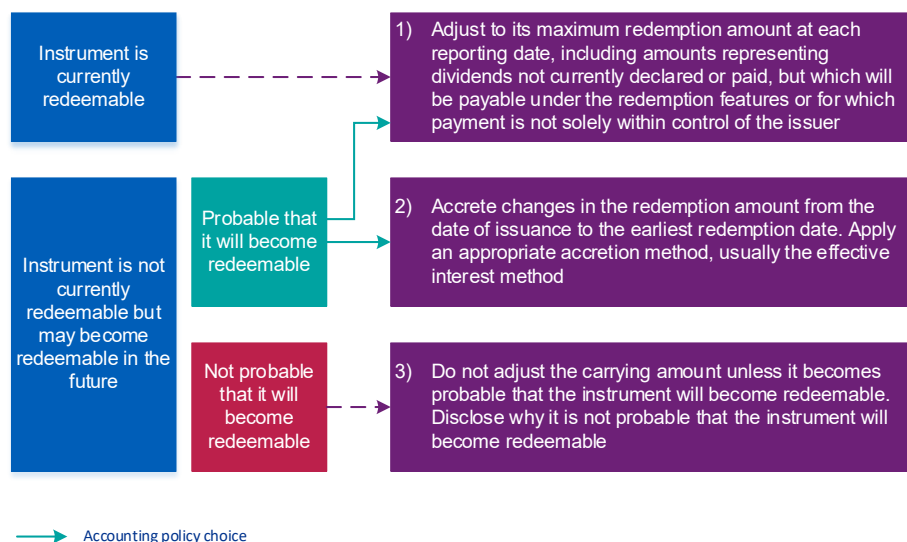 Instrument is
currently
redeemable
1) Adjust to its maximum redemption amount at each
reporting date, including amounts representing
dividends not currently declared or paid, but which will
be payable under the redemption features or for which
payment is not solely within control of the issuer
Instrument is not
currently
redeemable but
may become
redeemable in the
future
Probable that
it will become
redeemable
2) Accrete changes in the redemption amount from the
date of issuance to the earliest redemption date. Apply
an appropriate accretion method, usually the effective
interest method
Not probable
that it will
become
redeemable
3) Do not adjust the carrying amount unless it becomes
probable that the instrument will become redeemable.
Disclose why it is not probable that the instrument will
become redeemable
Accounting policy choice